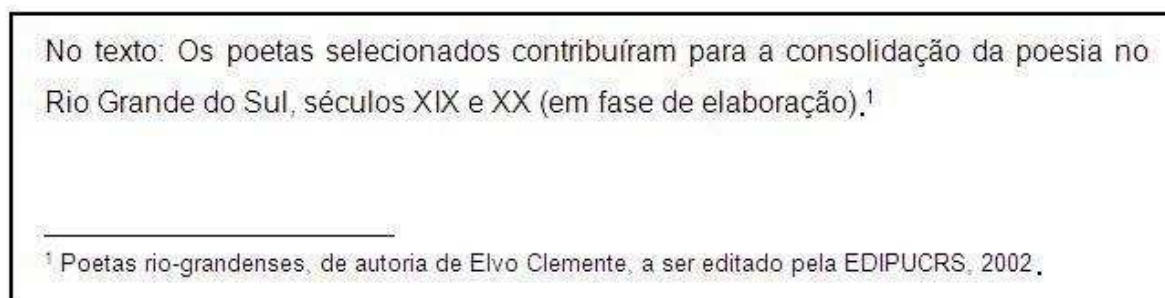 No texto: Os poetas selecionados contribuíram para a consolidação da poesia no
Rio Grande do Sul, séculos XIX e XX (em fase de elaboração).¹
¹ Poetas rio-grandenses, de autoria de Elvo Clemente, a ser editado pela EDIPUCRS, 2002.